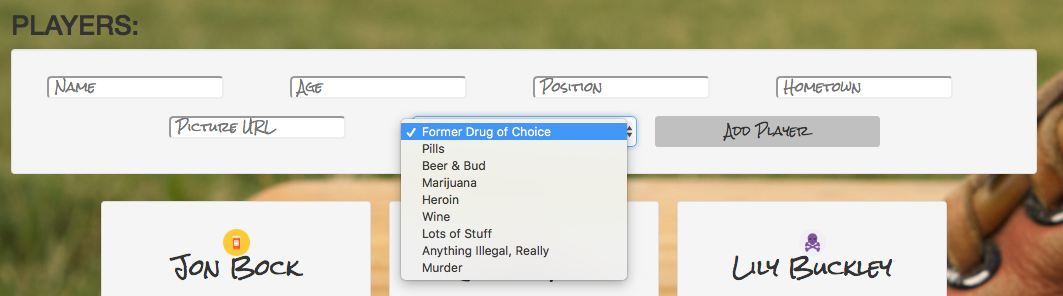 PLAYERS:
Name Age Position Hometown
Picture URL ✓ Former Drug of Choice Add Player
Pills
Beer & Bud
Marijuana
Heroin
Wine
Lots of Stuff
Anything Illegal, Really
Murder
Jon Bock Lily Buckley